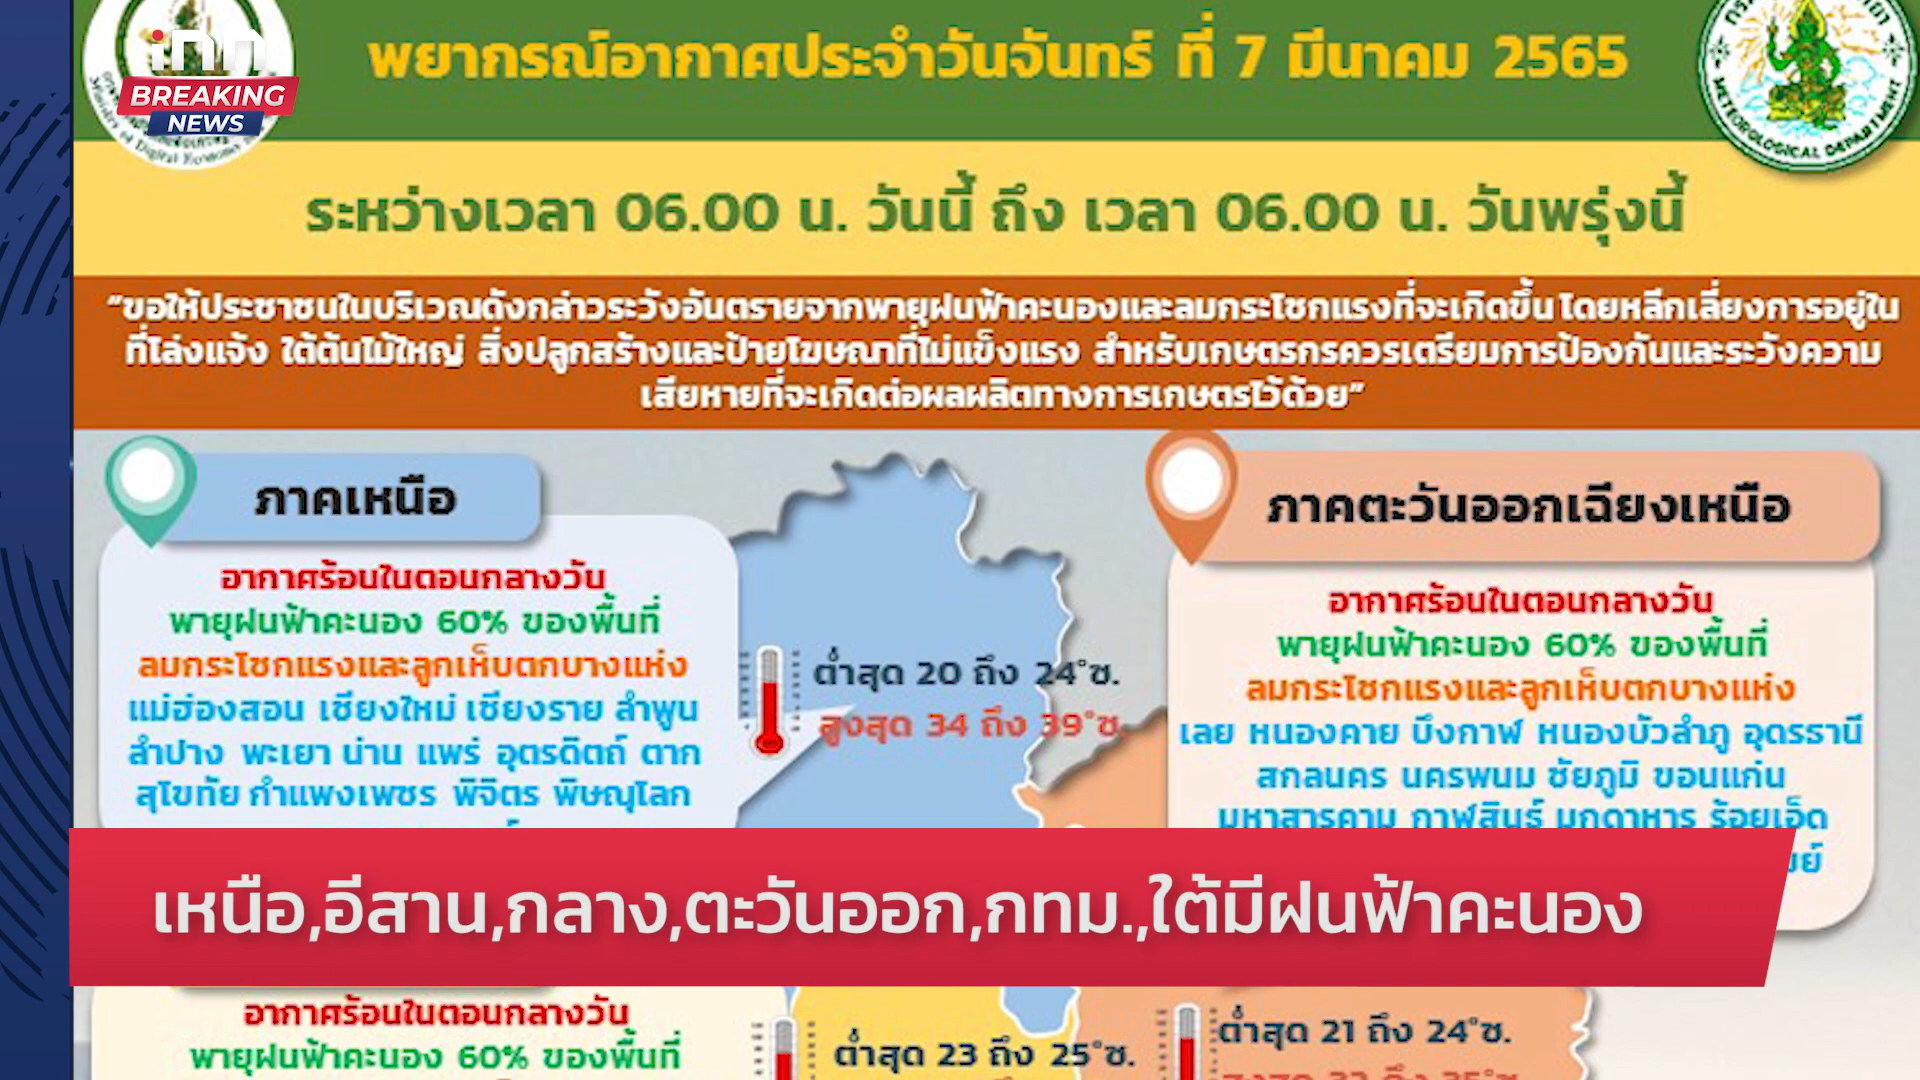 inn
BREAKING
NEWS
พยากรณ์อากาศประจำวันจันทร์ ที่ 7 มีนาคม 2565
METEOROLOGICAL DEPARTMENT
ระหว่างเวลา 06.00 น. วันนี้ ถึง เวลา 06.00 น. วันพรุ่งนี้
“ขอให้ประชาชนในบริเวณดังกล่าวระวังอันตรายจากพายุฝนฟ้าคะนองและลมกระโชกแรงที่จะเกิดขึ้น โดยหลีกเลี่ยงการอยู่ใน
ที่โล่งแจ้ง ใต้ต้นไม้ใหญ่ สิ่งปลูกสร้างและป้ายโฆษณาที่ไม่แข็งแรง สำหรับเกษตรกรควรเตรียมการป้องกันและระวังความ
เสียหายที่จะเกิดต่อผลผลิตทางการเกษตรไว้ด้วย”
ภาคเหนือ
อากาศร้อนในตอนกลางวัน
พายุฝนฟ้าคะนอง 60% ของพื้นที่
ลมกระโชกแรงและลูกเห็บตกบางแห่ง
แม่ฮ่องสอน เชียงใหม่ เชียงราย ลำพูน
ลำปาง พะเยา น่าน แพร่ อุตรดิตถ์ ตาก
สุโขทัย กำแพงเพชร พิจิตร พิษณุโลก
ต่ำสุด 20 ถึง 24°ซ.
สูงสุด 34 ถึง 39°ซ.
ภาคตะวันออกเฉียงเหนือ
อากาศร้อนในตอนกลางวัน
พายุฝนฟ้าคะนอง 60% ของพื้นที่
ลมกระโชกแรงและลูกเห็บตกบางแห่ง
เลย หนองคาย บึงกาฬ หนองบัวลำภู อุดรธานี
สกลนคร นครพนม ชัยภูมิ ขอนแก่น
มหาสารคาม กาฬสินธุ์ มุกดาหาร ร้อยเอ็ด
เหนือ,อีสาน,กลาง,ตะวันออก,กทม.,ใต้มีฝนฟ้าคะนอง
อากาศร้อนในตอนกลางวัน
พายุฝนฟ้าคะนอง 60% ของพื้นที่
ต่ำสุด 23 ถึง 25°ซ.
ต่ำสุด 21 ถึง 24°ซ.